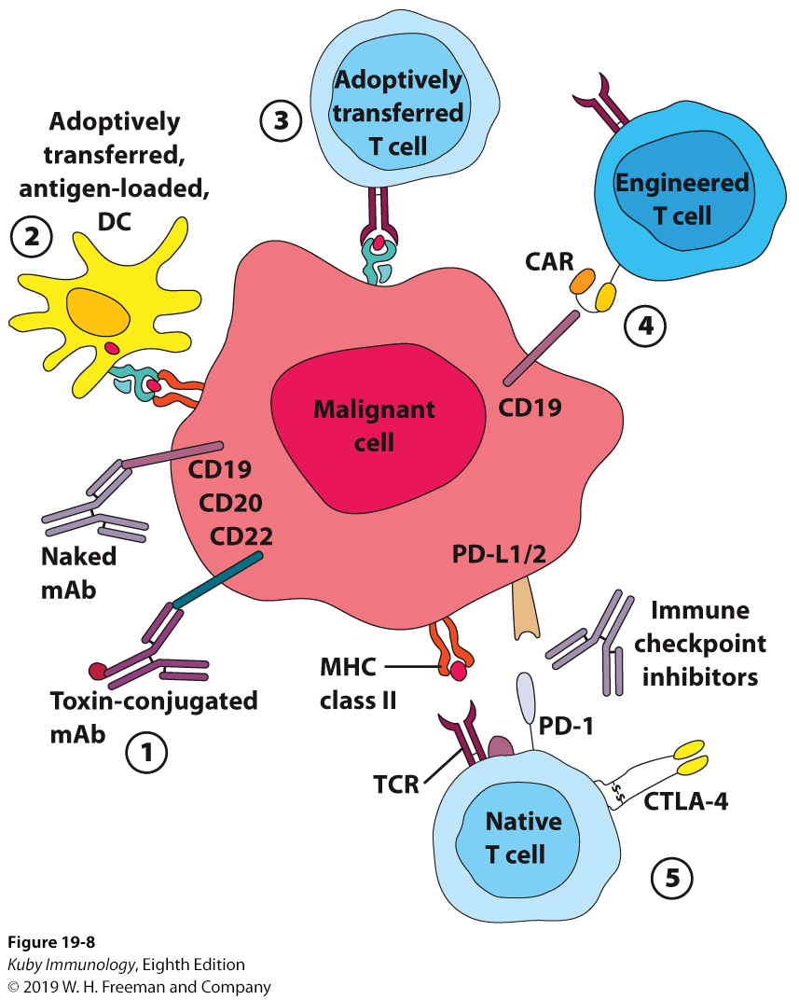 Adoptively
transferred
T cell
3
Adoptively
transferred,
antigen-loaded,
DC
2
Engineered
T cell
CAR
4
CD19
Malignant
cell
CD19
CD20
CD22
Naked
mAb
Toxin-conjugated
mAb
1
PD-L1/2
Immune
checkpoint
inhibitors
MHC
class II
PD-1
TCR
S-S
CTLA-4
Native
T cell
5
Figure 19-8
Kuby Immunology, Eighth Edition
© 2019 W. H. Freeman and Company